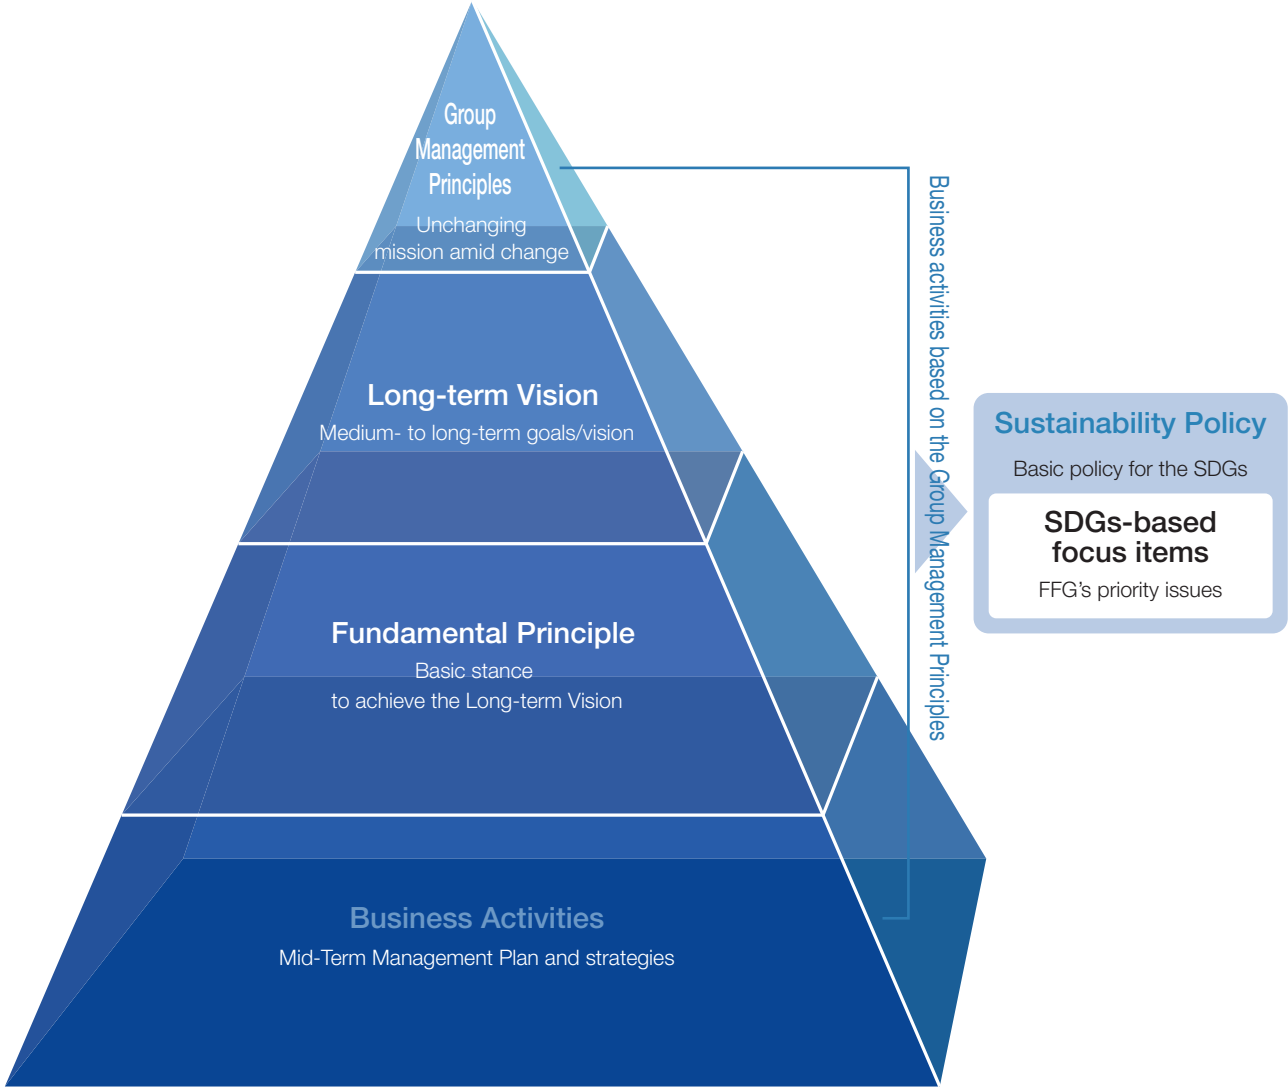 Group
Management
Principles
Unchanging
mission amid change
Long-term Vision
Medium- to long-term goals/vision
Fundamental Principle
Basic stance
to achieve the Long-term Vision
Business Activities
Mid-Term Management Plan and strategies
Business activities based on the Group Management Principles
Sustainability Policy
Basic policy for the SDGs
SDGs-based
focus items
FFG’s priority issues